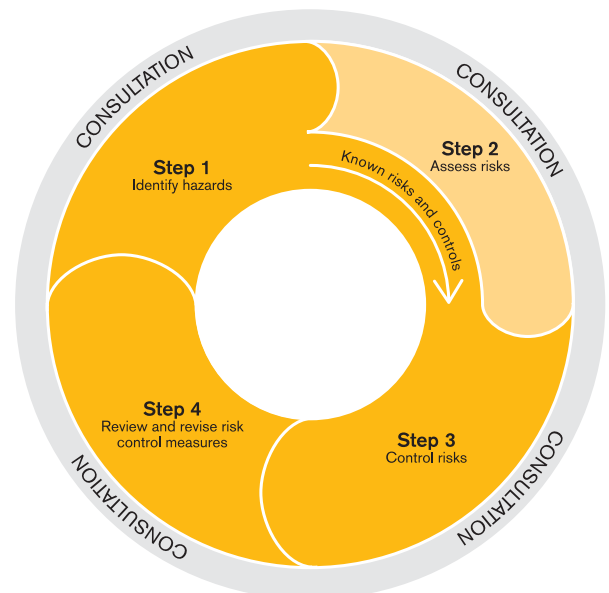 CONSULTATION
CONSULTATION
Step 1
Identify hazards
Step 2
Assess risks
Known risks and controls
Step 4
Review and revise risk
control measures
Step 3
Control risks
CONSULTATION
CONSULTATION